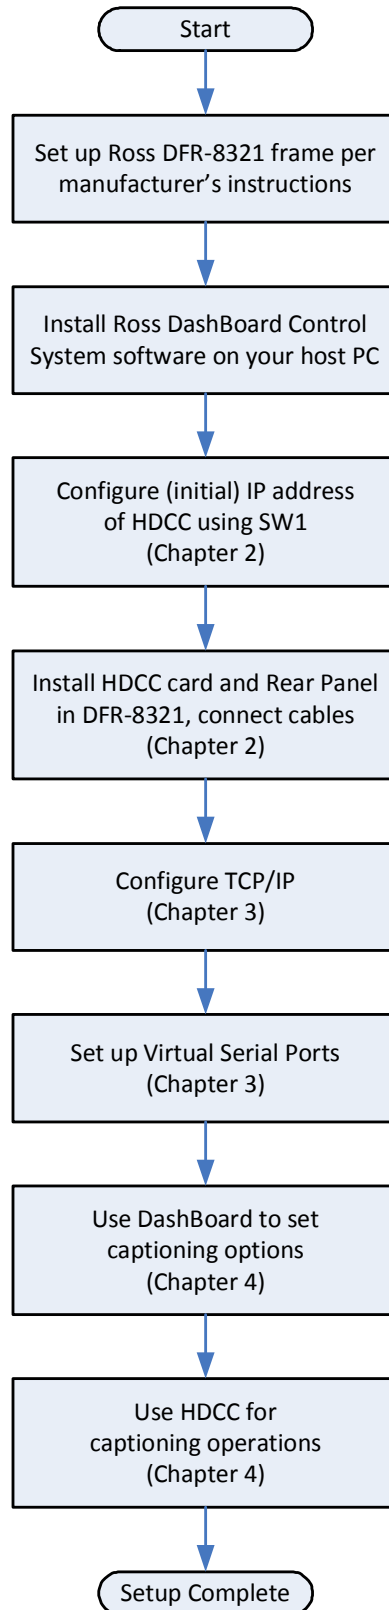 Start
Set up Ross DFR-8321 frame per
manufacturer’s instructions
Install Ross DashBoard Control
System software on your host PC
Configure (initial) IP address
of HDCC using SW1
(Chapter 2)
Install HDCC card and Rear Panel
in DFR-8321, connect cables
(Chapter 2)
Configure TCP/IP
(Chapter 3)
Set up Virtual Serial Ports
(Chapter 3)
Use DashBoard to set
captioning options
(Chapter 4)
Use HDCC for
captioning operations
(Chapter 4)
Setup Complete